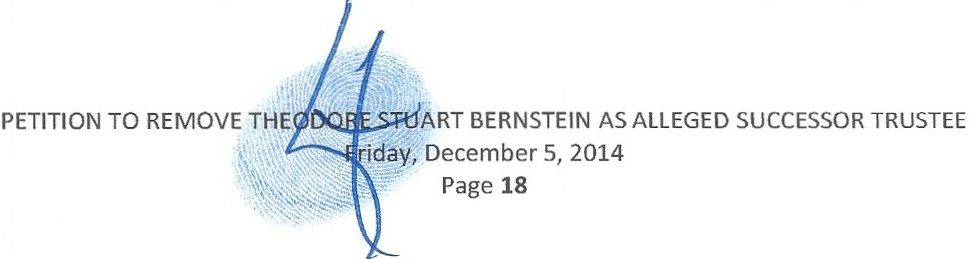 PETITION TO REMOVE THEODORE STUART BERNSTEIN AS ALLEGED SUCCESSOR TRUSTEE
Friday, December 5, 2014
Page 18